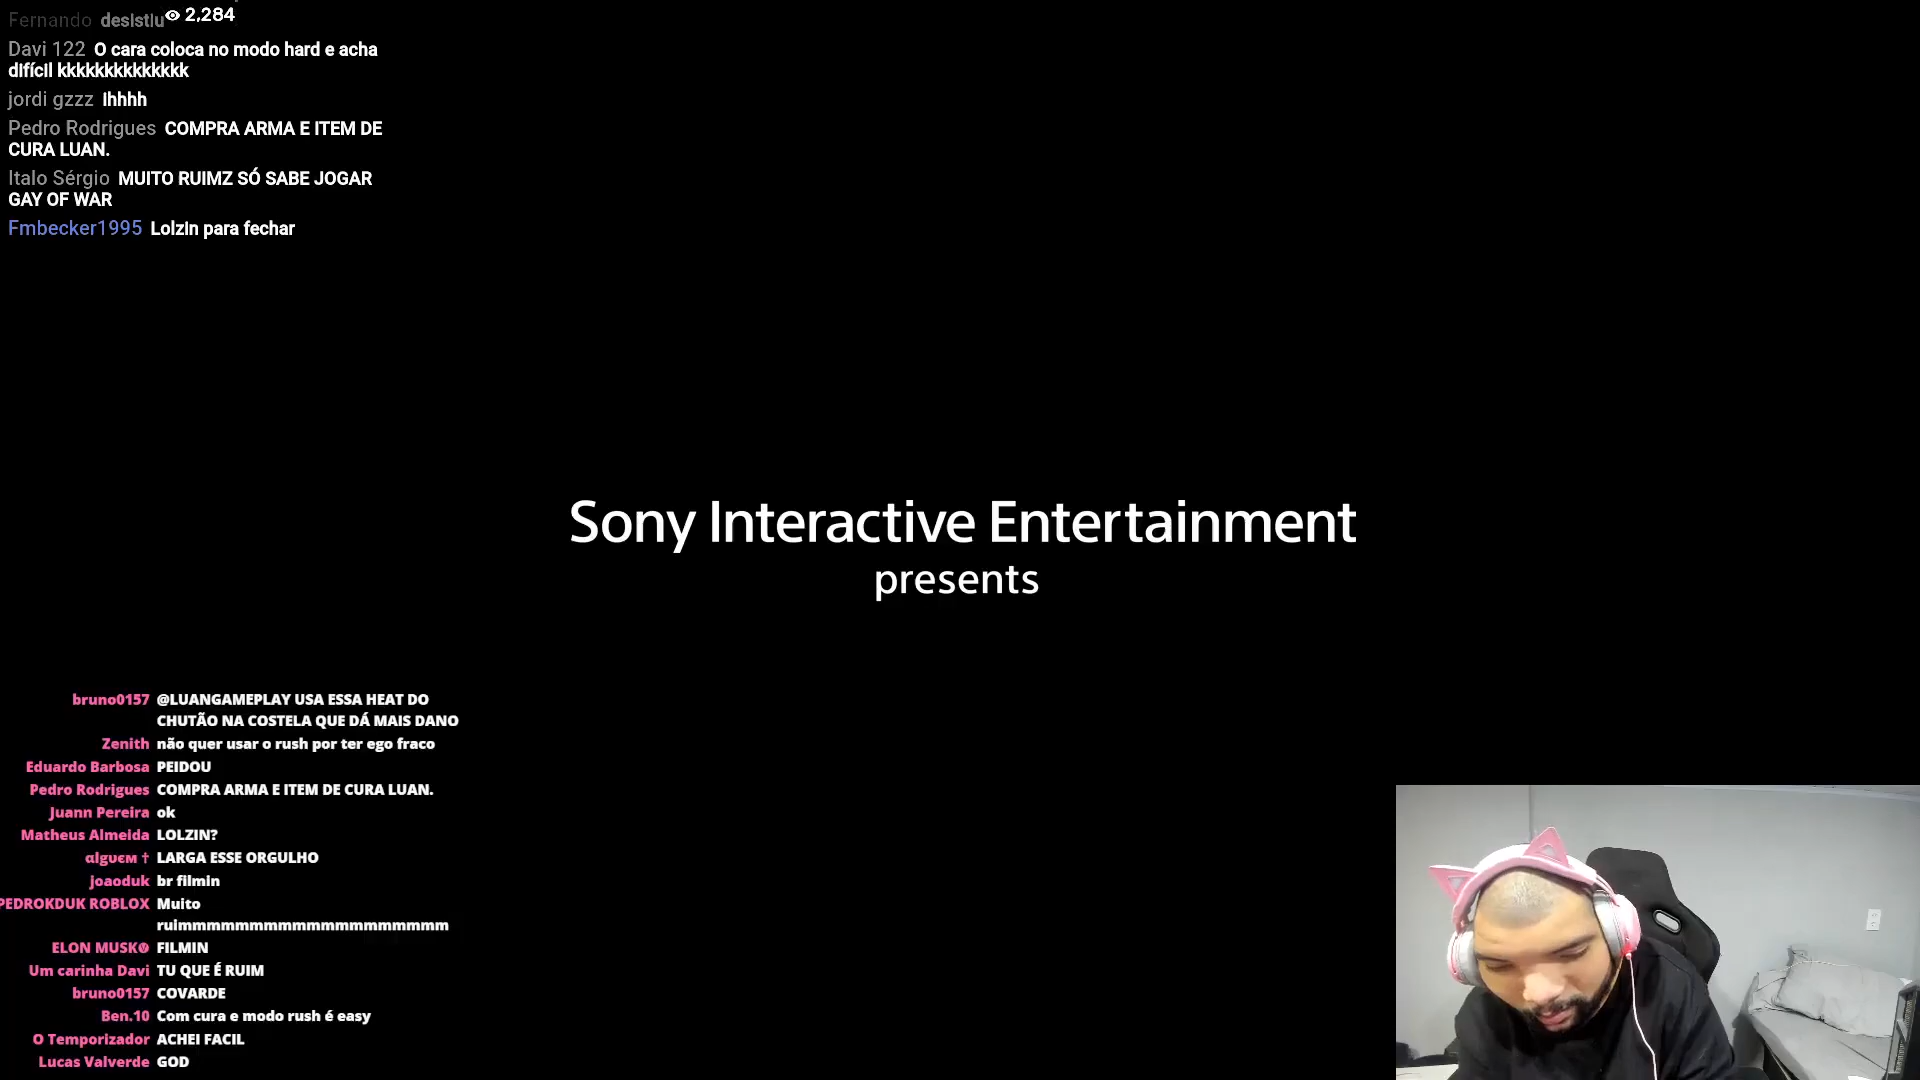 Fernando desistiu 2,284
Davi 122 O cara coloca no modo hard e acha
difícil kkkkkkkkkkkkkk
jordi gzzz Ihhhh
Pedro Rodrigues COMPRA ARMA E ITEM DE
CURA LUAN.
Italo Sérgio MUITO RUIMZ SÓ SABE JOGAR
GAY OF WAR
Fmbecker1995 Lolzin para fechar
Sony Interactive Entertainment
presents
bruno0157 @LUANGAMEPLAY USA ESSA HEAT DO
CHUTÃO NA COSTELA QUE DÁ MAIS DANO
Zenith não quer usar o rush por ter ego fraco
Eduardo Barbosa PEIDOU
Pedro Rodrigues COMPRA ARMA E ITEM DE CURA LUAN.
Juann Pereira ok
Matheus Almeida LOLZIN?
αlgυєм † LARGA ESSE ORGULHO
joaoduk br filmin
PEDROKDUK ROBLOX Muito
ruimmmmmmmmmmmmmmmmmmm
ELON MUSK FILMIN
Um carinha Davi TU QUE É RUIM
bruno0157 COVARDE
Ben.10 Com cura e modo rush é easy
O Temporizador ACHEI FACIL
Lucas Valverde GOD